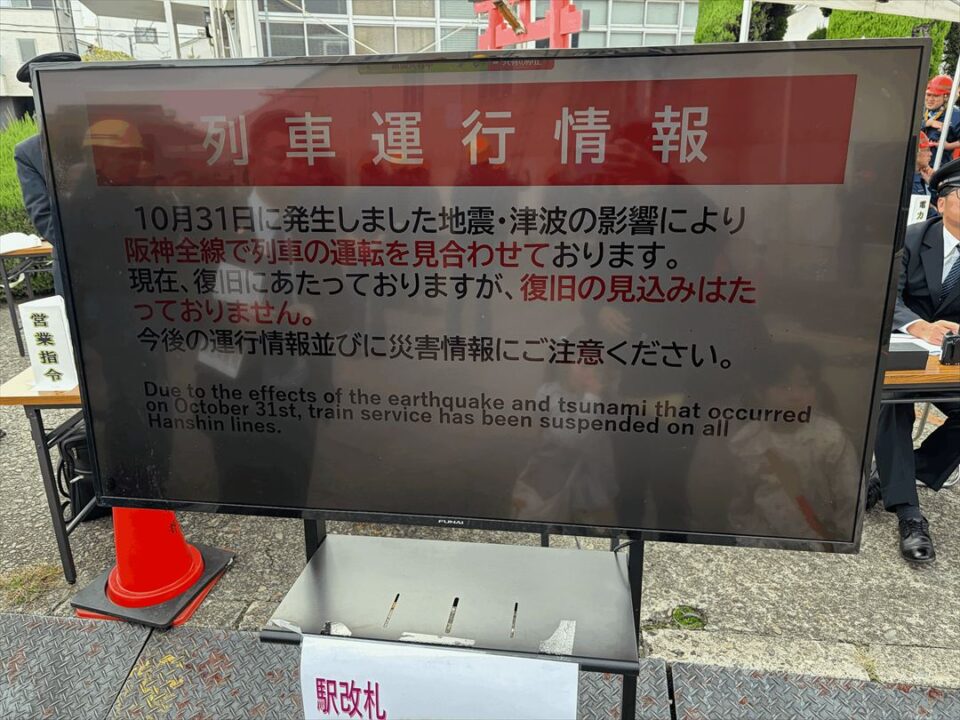 列車運行情報
10月31日に発生しました地震・津波の影響により
阪神全線で列車の運転を見合わせております。
現在、復旧にあたっておりますが、復旧の見込みはた
っておりません。
今後の運行情報並びに災害情報にご注意ください。
Due to the effects of the earthquake and tsunami that occurred
on October 31st, train service has been suspended on all
Hanshin lines.
FUNAI
営業指令
電力
駅改札